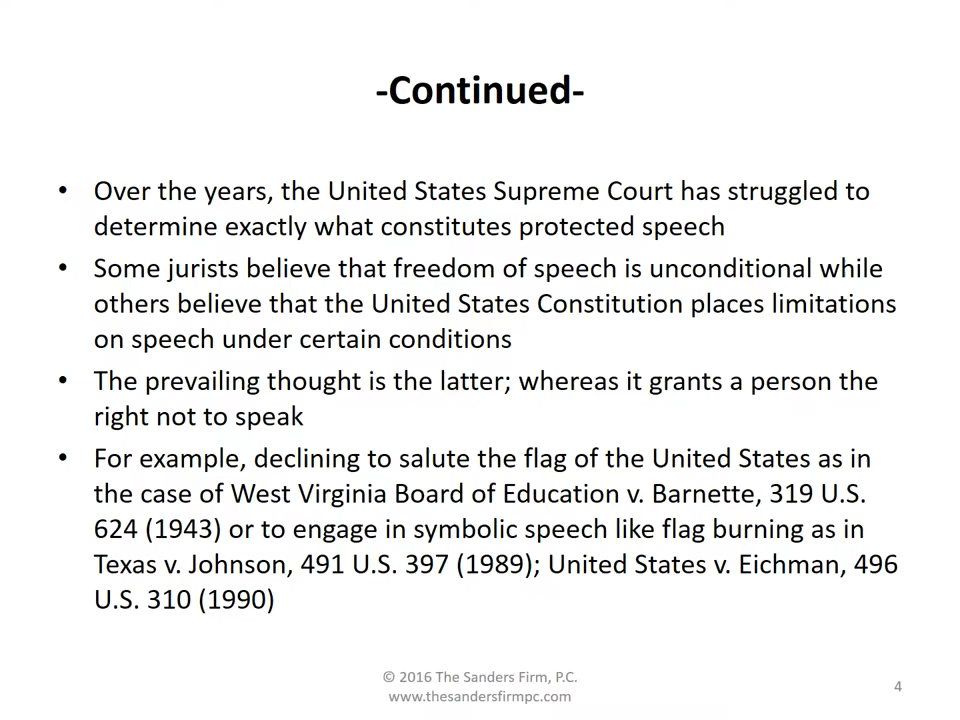 -Continued-
• Over the years, the United States Supreme Court has struggled to
determine exactly what constitutes protected speech
• Some jurists believe that freedom of speech is unconditional while
others believe that the United States Constitution places limitations
on speech under certain conditions
• The prevailing thought is the latter; whereas it grants a person the
right not to speak
• For example, declining to salute the flag of the United States as in
the case of West Virginia Board of Education v. Barnette, 319 U.S.
624 (1943) or to engage in symbolic speech like flag burning as in
Texas v. Johnson, 491 U.S. 397 (1989); United States v. Eichman, 496
U.S. 310 (1990)
© 2016 The Sanders Firm, P.C.
www.thesandersfirmpc.com
4